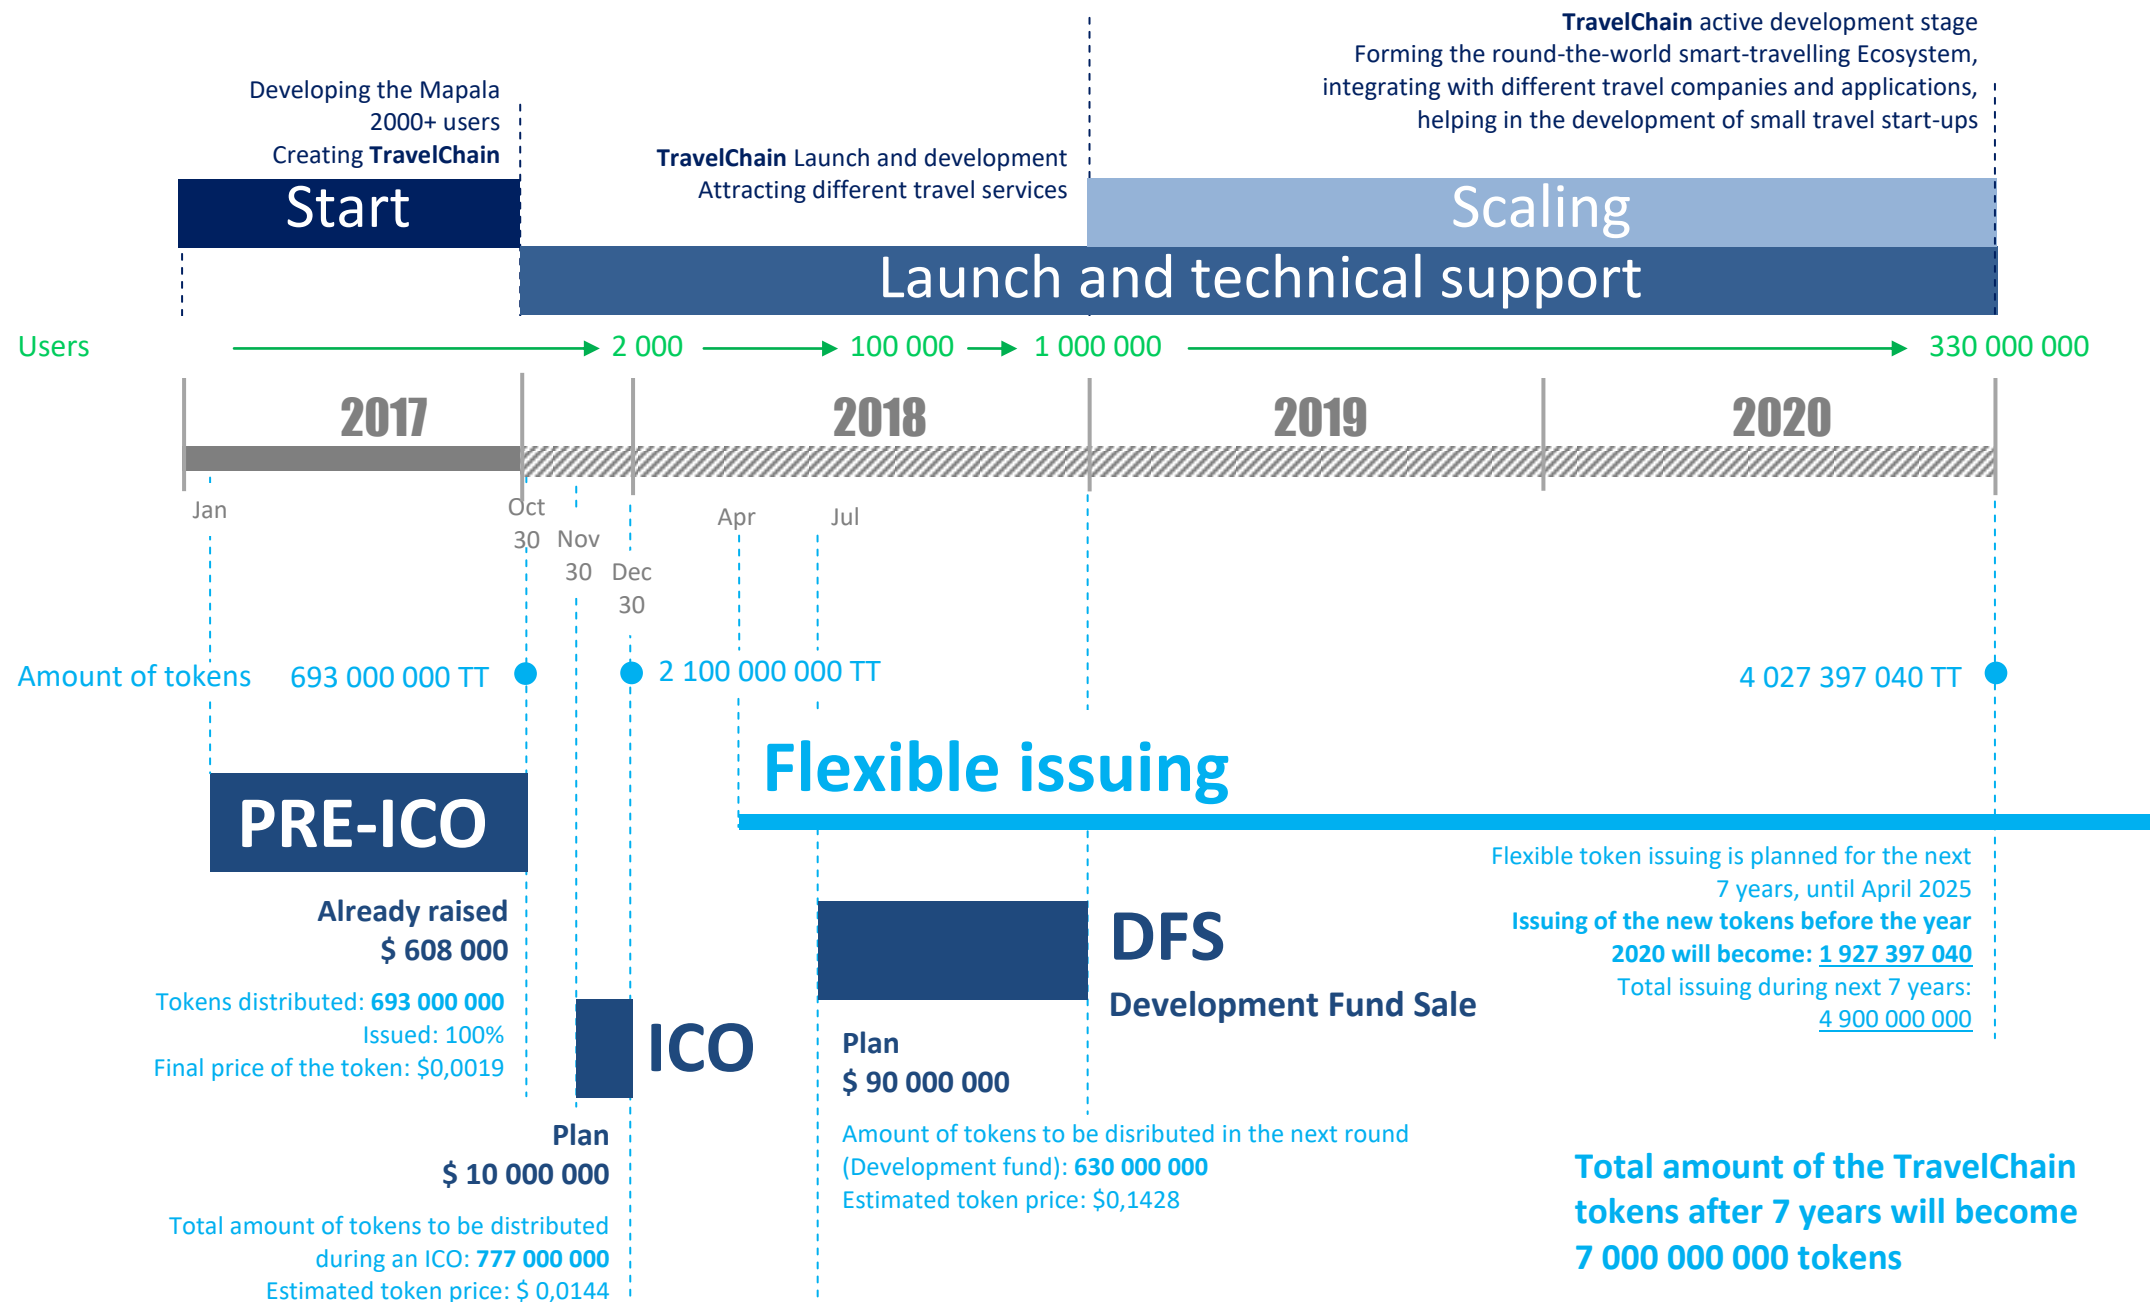 TravelChain active development stage
Forming the round-the-world smart-travelling Ecosystem,
integrating with different travel companies and applications,
helping in the development of small travel start-ups
Developing the Mapala
2000+ users
Creating TravelChain
TravelChain Launch and development
Attracting different travel services
Start
Scaling
Launch and technical support
Users
2 000
100 000
1 000 000
330 000 000
2017
2018
2019
2020
Jan
Oct
30
Nov
30
Dec
30
Apr
Jul
Amount of tokens
693 000 000 TT
2 100 000 000 TT
4 027 397 040 TT
Flexible issuing
PRE-ICO
Already raised
$ 608 000
Tokens distributed: 693 000 000
Issued: 100%
Final price of the token: $0,0019
ICO
Plan
$ 10 000 000
Total amount of tokens to be distributed
during an ICO: 777 000 000
Estimated token price: $ 0,0144
DFS
Development Fund Sale
Plan
$ 90 000 000
Amount of tokens to be disributed in the next round
(Development fund): 630 000 000
Estimated token price: $0,1428
Flexible token issuing is planned for the next
7 years, until April 2025
Issuing of the new tokens before the year
2020 will become: 1 927 397 040
Total issuing during next 7 years:
4 900 000 000
Total amount of the TravelChain
tokens after 7 years will become
7 000 000 000 tokens